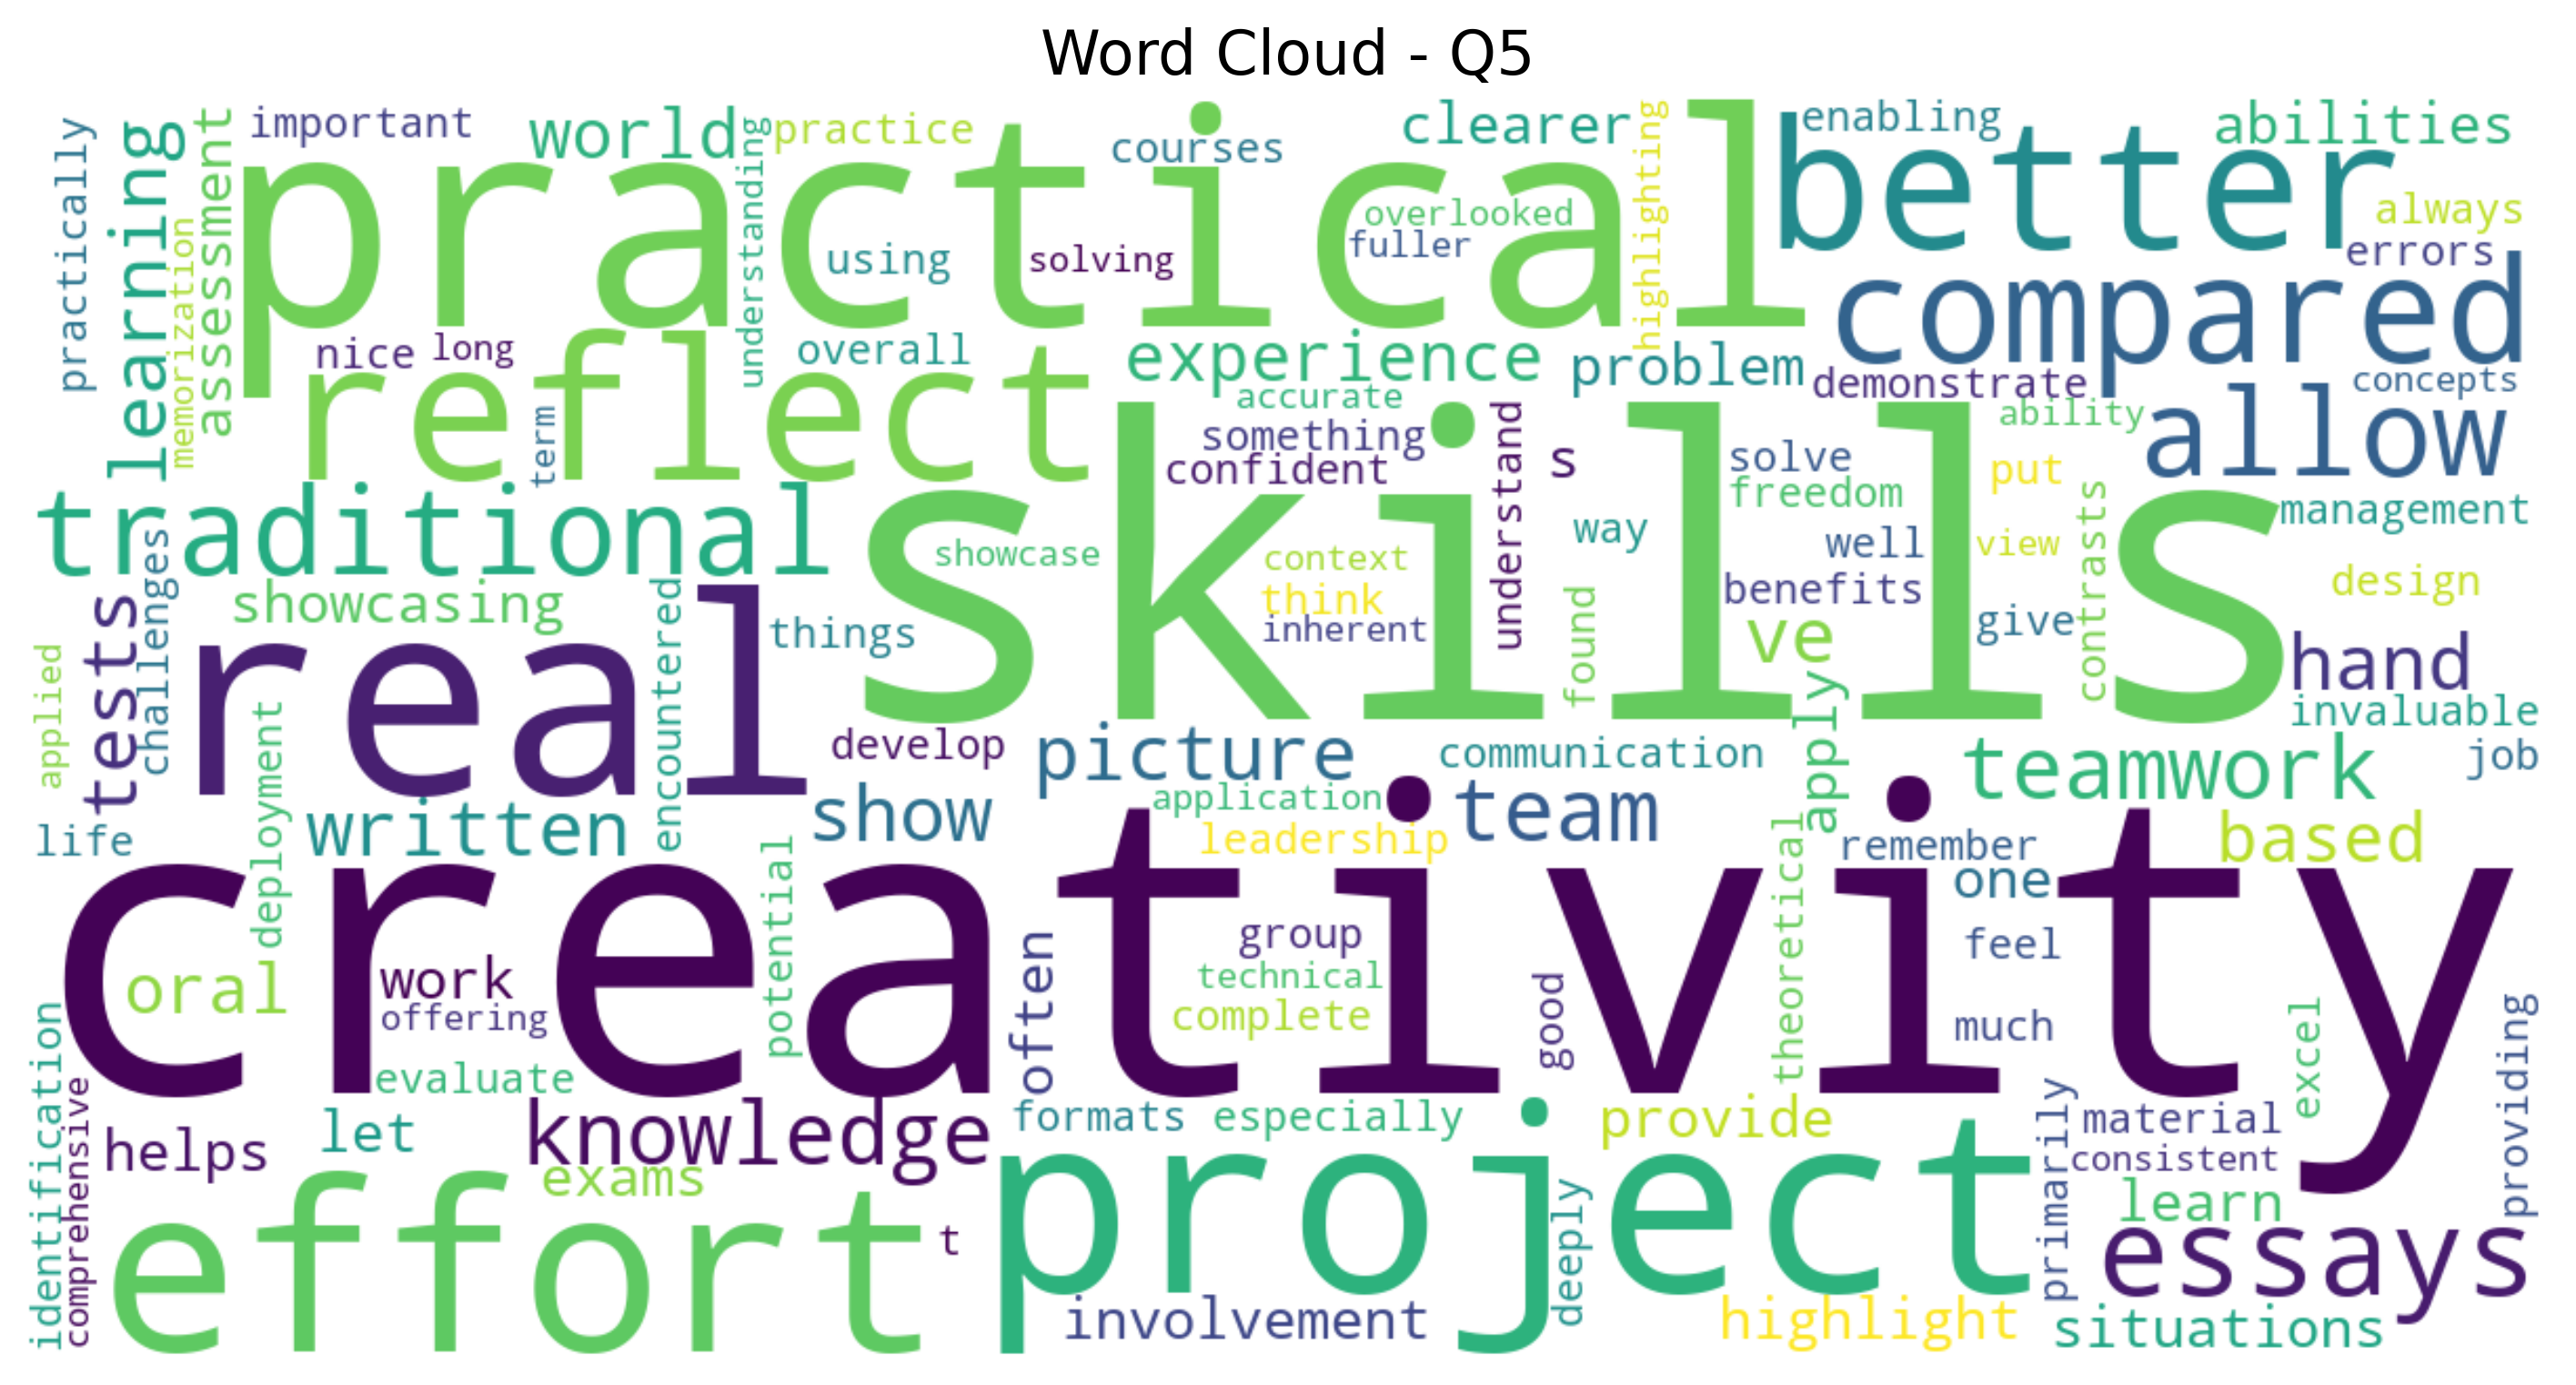 Word Cloud - Q5
practically
learning
memorization
assessment
important
world
understanding
practice
practical
courses
using
solving
clearer
overlooked
fuller
highlighting
enabling
better
abilities
always
errors
compared
nice
long
overall
reflect
term
experience
problem
demonstrate
concepts
accurate
something
confident
understand
s
ability
allow
solve
put
freedom
traditional
skills
showcase
context
think
inherent
way
found
well
view
benefits
give
contrasts
management
design
challenges
showcasing
encountered
things
ve
hand
applied
tests
real
deployment
develop
picture
communication
apply
invaluable
teamwork
job
life
written
show
application
leadership
team
theoretical
remember
based
one
creativity
potential
oral
work
offering
often
group
technical
complete
good
feel
much
excel
providing
identification
comprehensive
evaluate
helps
let
knowledge
exams
formats
especially
provide
primarily
material
consistent
learn
effort
t
project
deeply
essays
involvement
highlight
situations